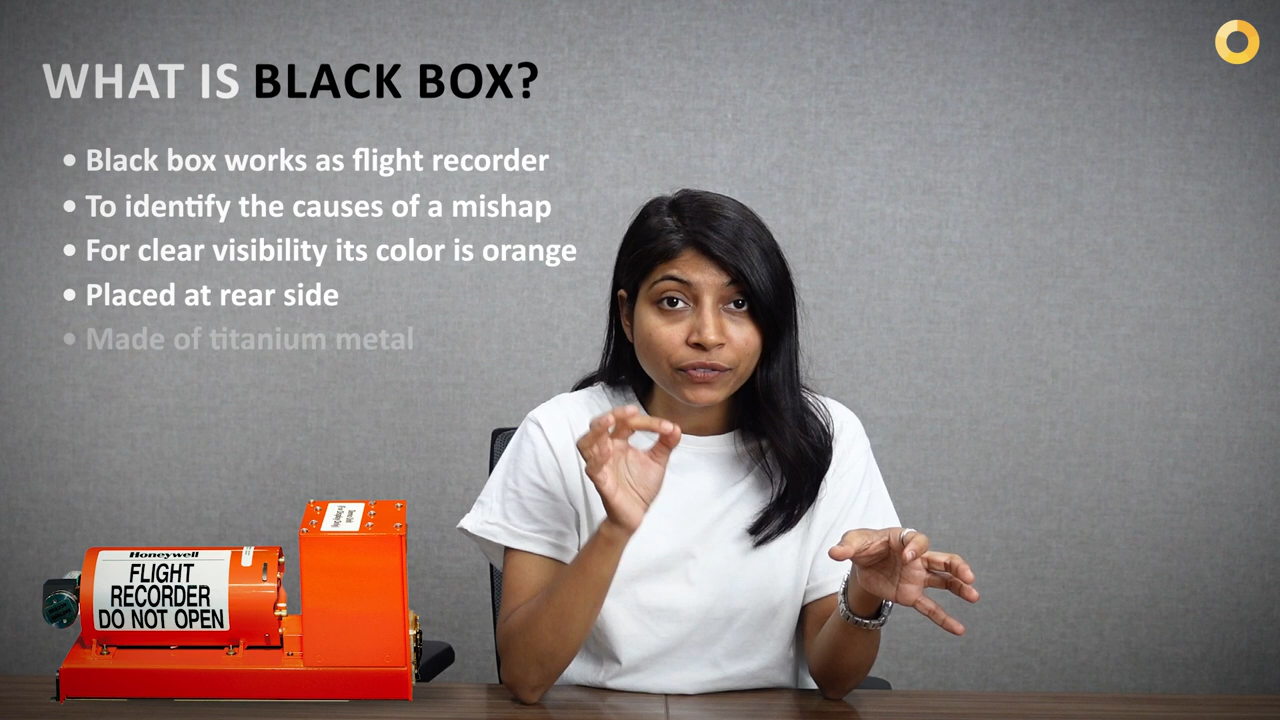 WHAT IS BLACK BOX?
• Black box works as flight recorder
• To identify the causes of a mishap
• For clear visibility its color is orange
• Placed at rear side
• Made of titanium metal
Honeywell
FLIGHT
RECORDER
DO NOT OPEN